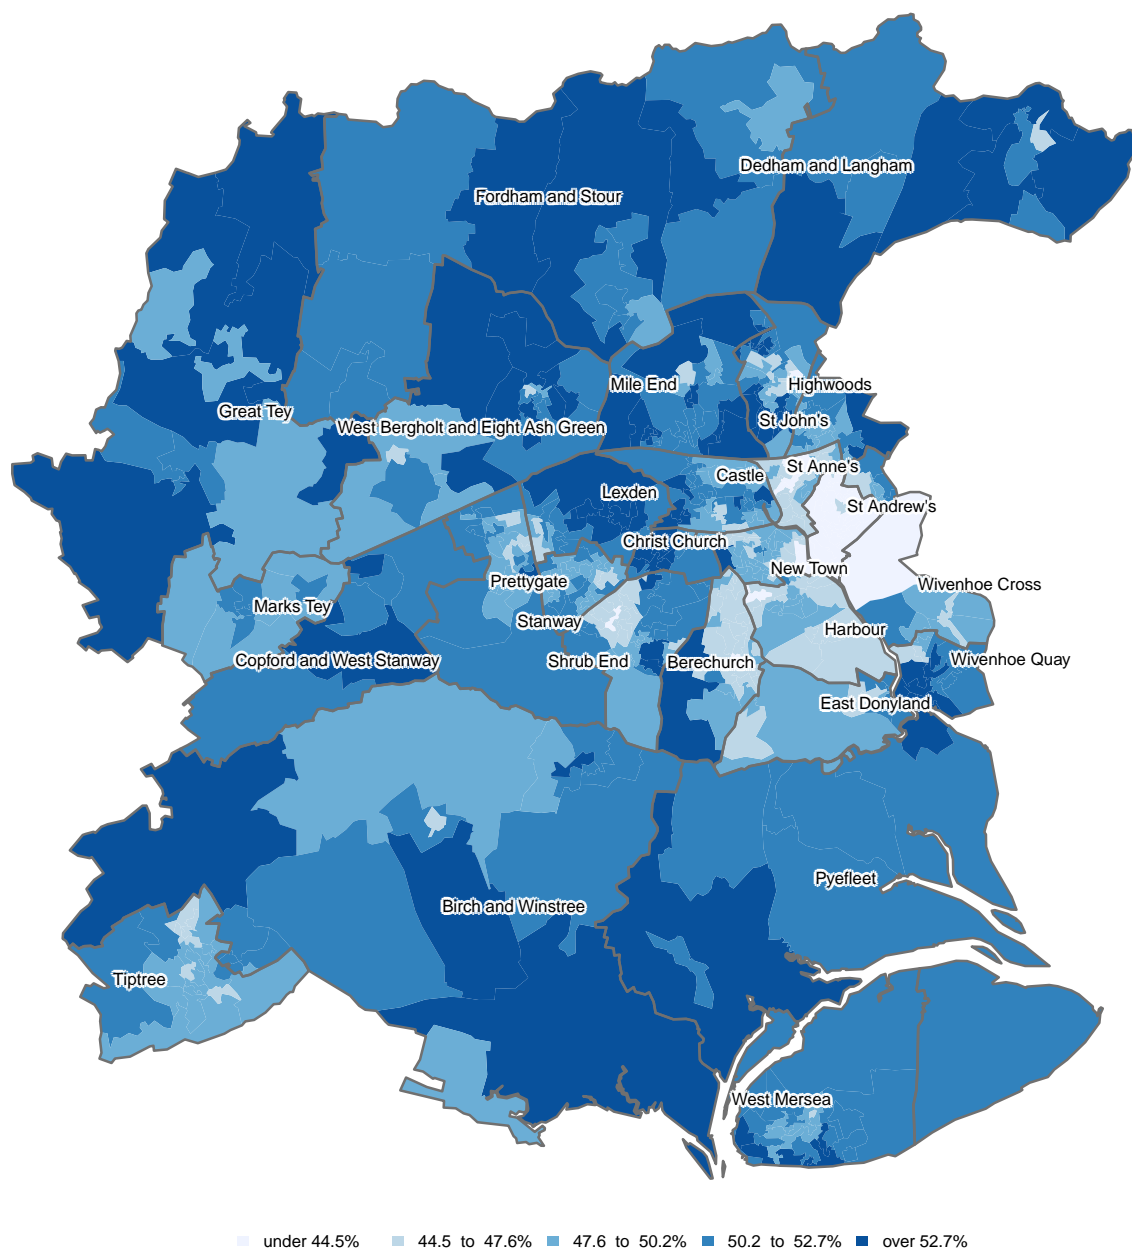 Dedham and Langham
Fordham and Stour
Mile End
Highwoods
Great Tey
St John's
West Bergholt and Eight Ash Green
St Anne's
Castle
Lexden
St Andrew's
Christ Church
New Town
Prettygate
Wivenhoe Cross
Marks Tey
Stanway
Harbour
Copford and West Stanway
Shrub End
Berechurch
Wivenhoe Quay
East Donyland
Pyefleet
Birch and Winstree
Tiptree
West Mersea
under 44.5% 44.5 to 47.6% 47.6 to 50.2% 50.2 to 52.7% over 52.7%